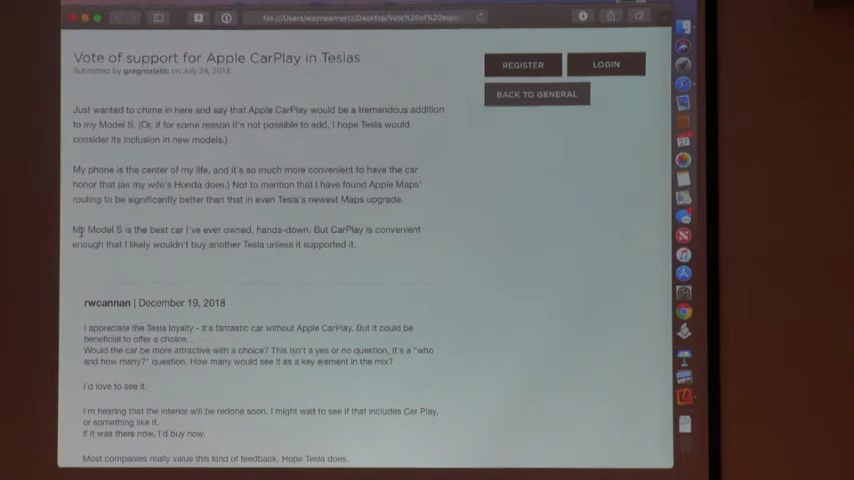 file:///Users/waynewmertz/Desktop/Vote%20of%20suppo
Vote of support for Apple CarPlay in Teslas
Submitted by gregmaletic on July 24, 2018
REGISTER
LOGIN
BACK TO GENERAL
Just wanted to chime in here and say that Apple CarPlay would be a tremendous addition
to my Model S. (Or, if for some reason it's not possible to add, I hope Tesla would
consider its inclusion in new models.)
My phone is the center of my life, and it's so much more convenient to have the car
honor that (as my wife's Honda does.) Not to mention that I have found Apple Maps'
routing to be significantly better than that in even Tesla's newest Maps upgrade.
My Model S is the best car I've ever owned, hands-down. But CarPlay is convenient
enough that I likely wouldn't buy another Tesla unless it supported it.
rwcannan | December 19, 2018
I appreciate the Tesla loyalty - it's fantastic car without Apple CarPlay. But it could be
beneficial to offer a choice. . .
Would the car be more attractive with a choice? This isn't a yes or no question, it's a "who
and how many?" question. How many would see it as a key element in the mix?
I'd love to see it.
I'm hearing that the interior will be redone soon. I might wait to see if that includes Car Play,
or something like it.
If it was there now, I'd buy now.
Most companies really value this kind of feedback. Hope Tesla does.